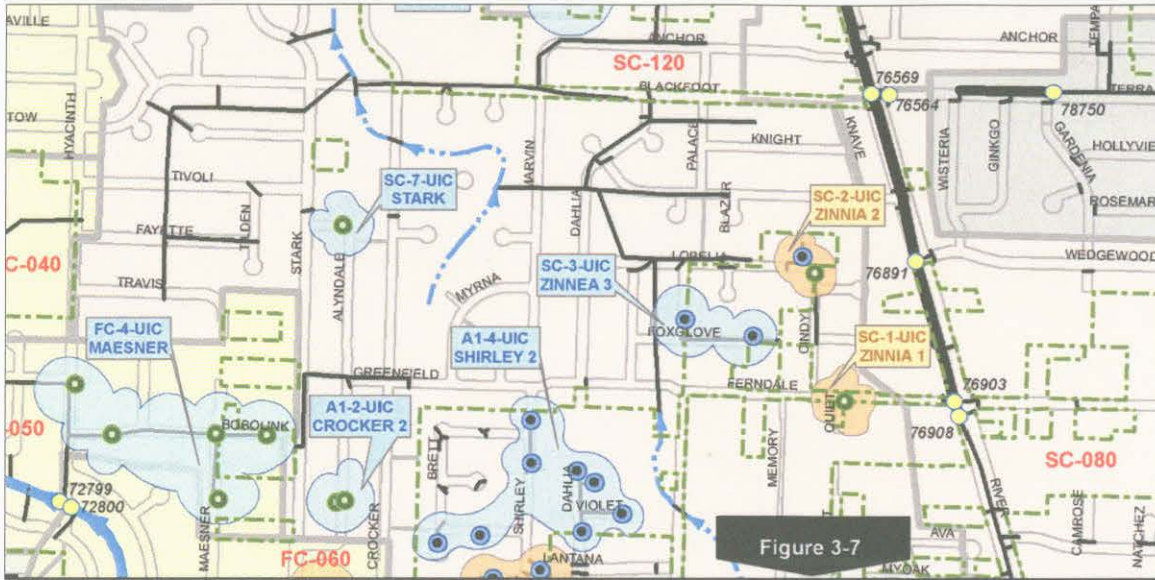 AVILLE
ANCHOR
ANCHOR
TEMPA
SC-120
76569
BLACKFOOT
76564
78750
TERRA
TOW
HYACINTH
KNIGHT
PALACE
KNAVE
WISTERIA
GINKGO
GARDENIA
HOLLYVIE
TIVOLI
MARVIN
SC-7-UIC
STARK
DAHLIA
BLAZER
SC-2-UIC
ZINNIA 2
ROSEMAR
FAYETTE
TILDEN
STARK
C-040
TRAVIS
ALYNDALE
MYRNA
SC-3-UIC
ZINNEA 3
LOBELIA
76891
WEDGEWOOD
FC-4-UIC
MAESNER
A1-4-UIC
SHIRLEY 2
FOXGLOVE
CINDY
SC-1-UIC
ZINNIA 1
GREENFIELD
FERNDALE
76903
-050
BOBOLINK
A1-2-UIC
CROCKER 2
BRETT
QUIET
76908
SC-080
72799
72800
SHIRLEY
DAHLIA
VIOLET
MEMORY
RIVER
MAESNER
FC-060
CROCKER
LANTANA
Figure 3-7
AVA
MYOAK
CAMROSE
NATCHEZ